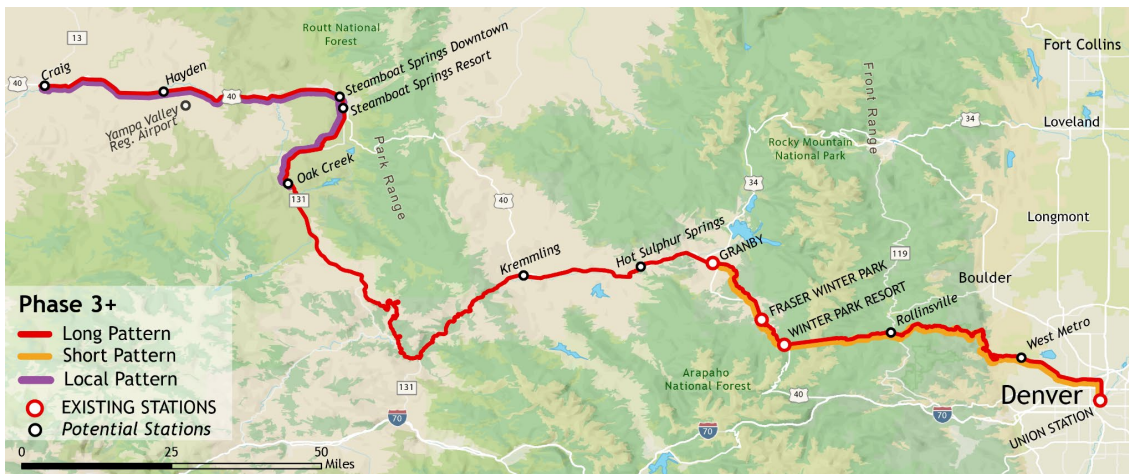 Routt National
Forest
13
40
Craig
Hayden
40
Yampa Valley
Reg. Airport
Steamboat Springs Downtown
Steamboat Springs Resort
Oak Creek
131
Park Range
40
Kremmling
Hot Sulphur Springs
34
Rocky Mountain
National Park
Front Range
34
Fort Collins
Loveland
Longmont
119
Boulder
GRANBY
FRASER WINTER PARK
WINTER PARK RESORT
Rollinsville
West Metro
Denver
UNION STATION
Arapaho
National Forest
40
70
70
70
131
Phase 3+
Long Pattern
Short Pattern
Local Pattern
EXISTING STATIONS
Potential Stations
0
25
50
Miles